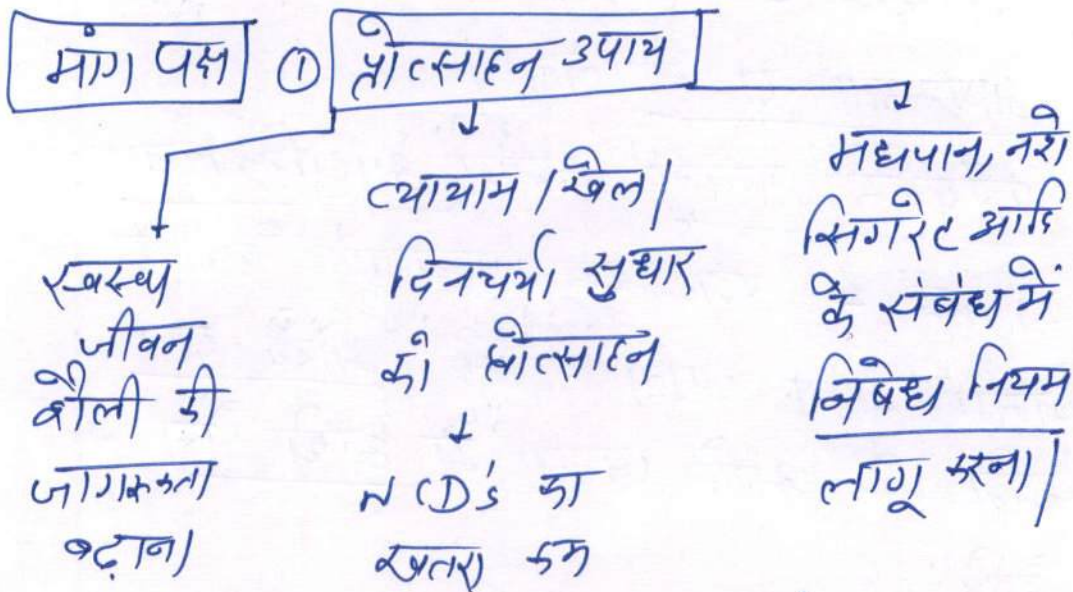 मांग पक्ष ① प्रोत्साहन उपाय
स्वस्थ
जीवन
शैली की
जागरूकता
बढ़ाना
व्यायाम / खेल /
दिनचर्या सुधार
को प्रोत्साहन
NCD's का
खतरा कम
मद्यपान, नशे
सिगरेट आदि
के संबंध में
निषेध नियम
लागू करना।